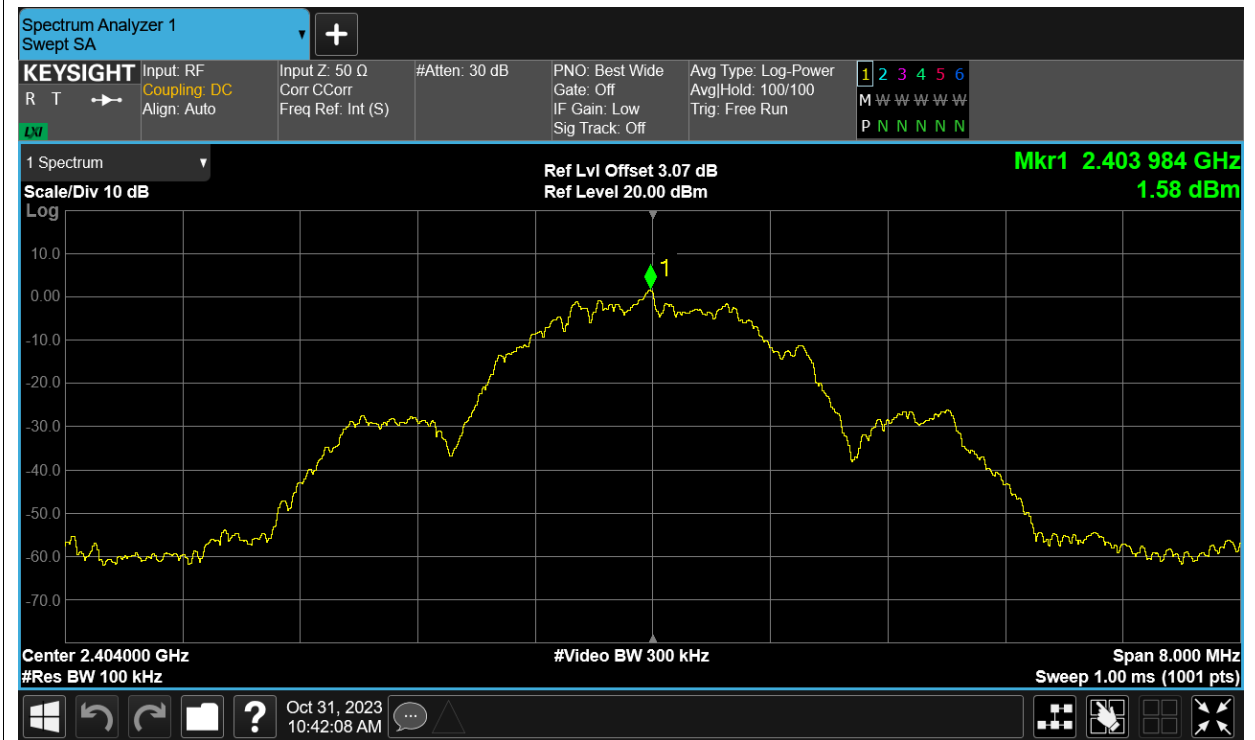 Spectrum Analyzer 1
Swept SA
▼
+
KEYSIGHT
R T
LXI
Input: RF
Coupling: DC
Align: Auto
Input Z: 50 Ω
Corr CCorr
Freq Ref: Int (S)
#Atten: 30 dB
PNO: Best Wide
Gate: Off
IF Gain: Low
Sig Track: Off
Avg Type: Log-Power
Avg|Hold: 100/100
Trig: Free Run
1 2 3 4 5 6
M W W W W W
P N N N N N
1 Spectrum ▼
Scale/Div 10 dB
Log
Ref Lvl Offset 3.07 dB
Ref Level 20.00 dBm
Mkr1 2.403 984 GHz
1.58 dBm
1
10.0
0.00
-10.0
-20.0
-30.0
-40.0
-50.0
-60.0
-70.0
Center 2.404000 GHz
#Res BW 100 kHz
#Video BW 300 kHz
Span 8.000 MHz
Sweep 1.00 ms (1001 pts)
?
Oct 31, 2023
10:42:08 AM